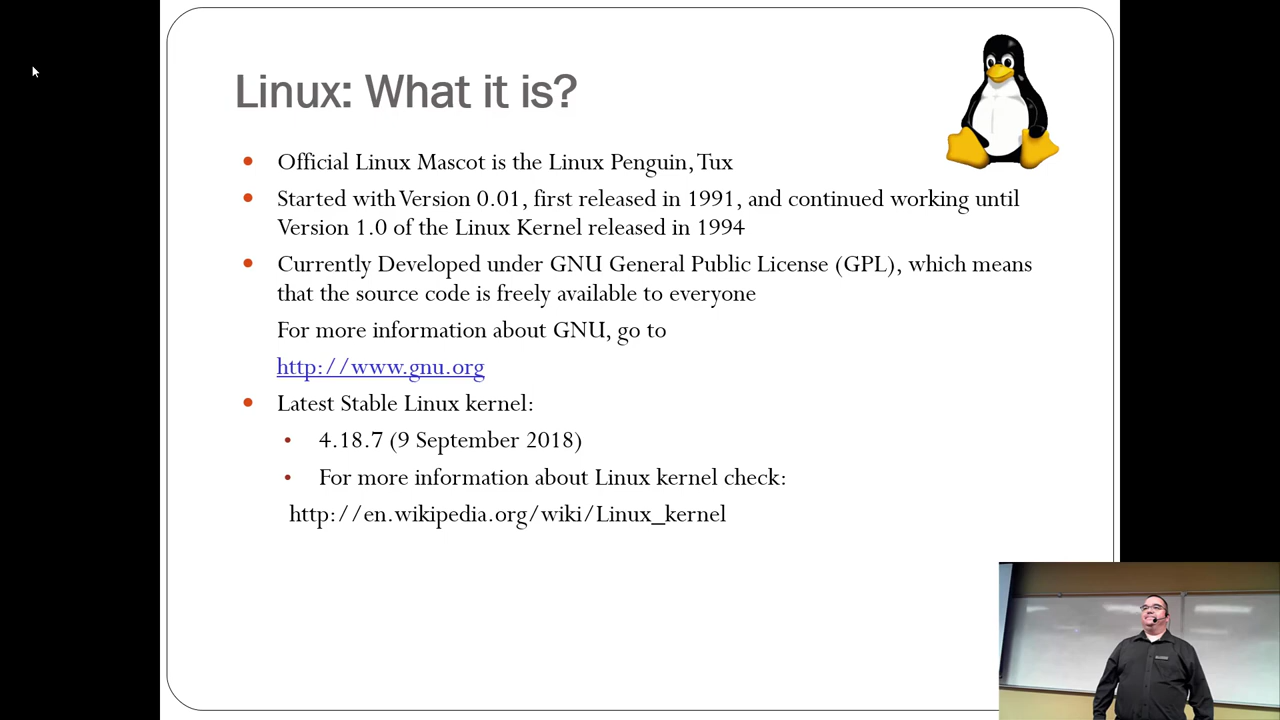 Linux: What it is?
Official Linux Mascot is the Linux Penguin, Tux
Started with Version 0.01, first released in 1991, and continued working until
Version 1.0 of the Linux Kernel released in 1994
Currently Developed under GNU General Public License (GPL), which means
that the source code is freely available to everyone
For more information about GNU, go to
http://www.gnu.org
Latest Stable Linux kernel:
4.18.7 (9 September 2018)
For more information about Linux kernel check:
http://en.wikipedia.org/wiki/Linux_kernel